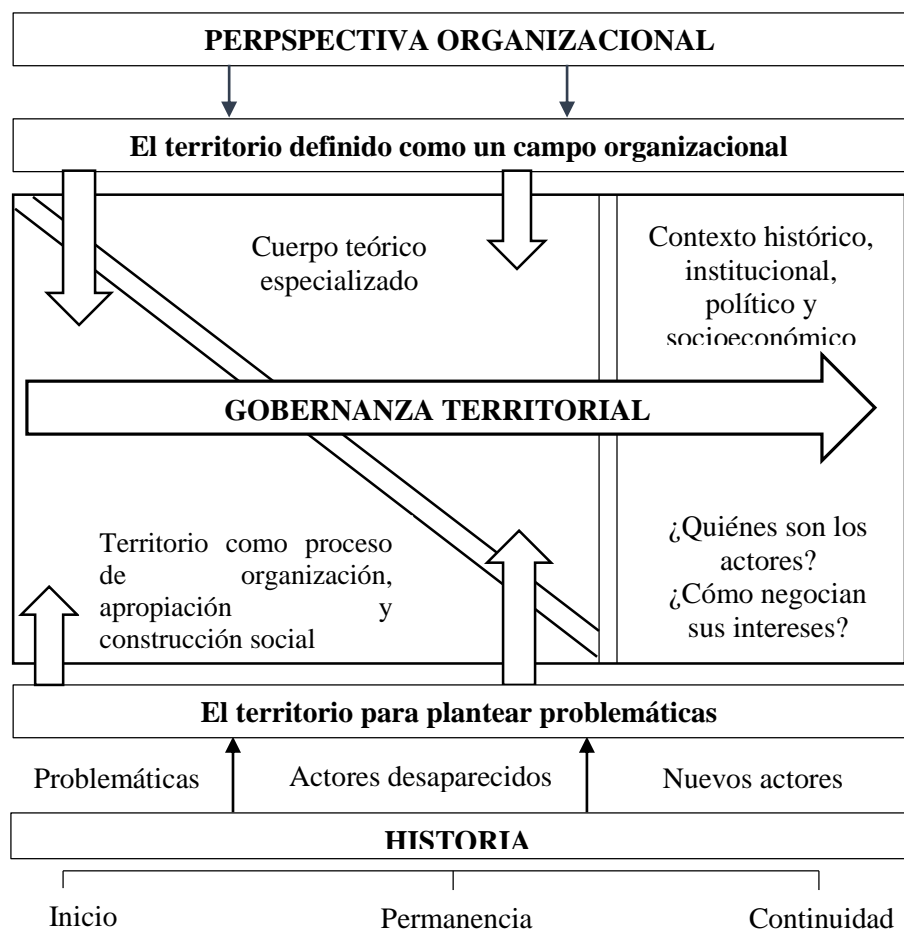 PERPSPECTIVA ORGANIZACIONAL
El territorio definido como un campo organizacional
Cuerpo teórico
especializado
Contexto histórico,
institucional,
político y
socioeconómico
GOBERNANZA TERRITORIAL
Territorio como proceso
de organización,
apropiación y
construcción social
¿Quiénes son los
actores?
¿Cómo negocian
sus intereses?
El territorio para plantear problemáticas
Problemáticas
Actores desaparecidos
Nuevos actores
HISTORIA
Inicio
Permanencia
Continuidad